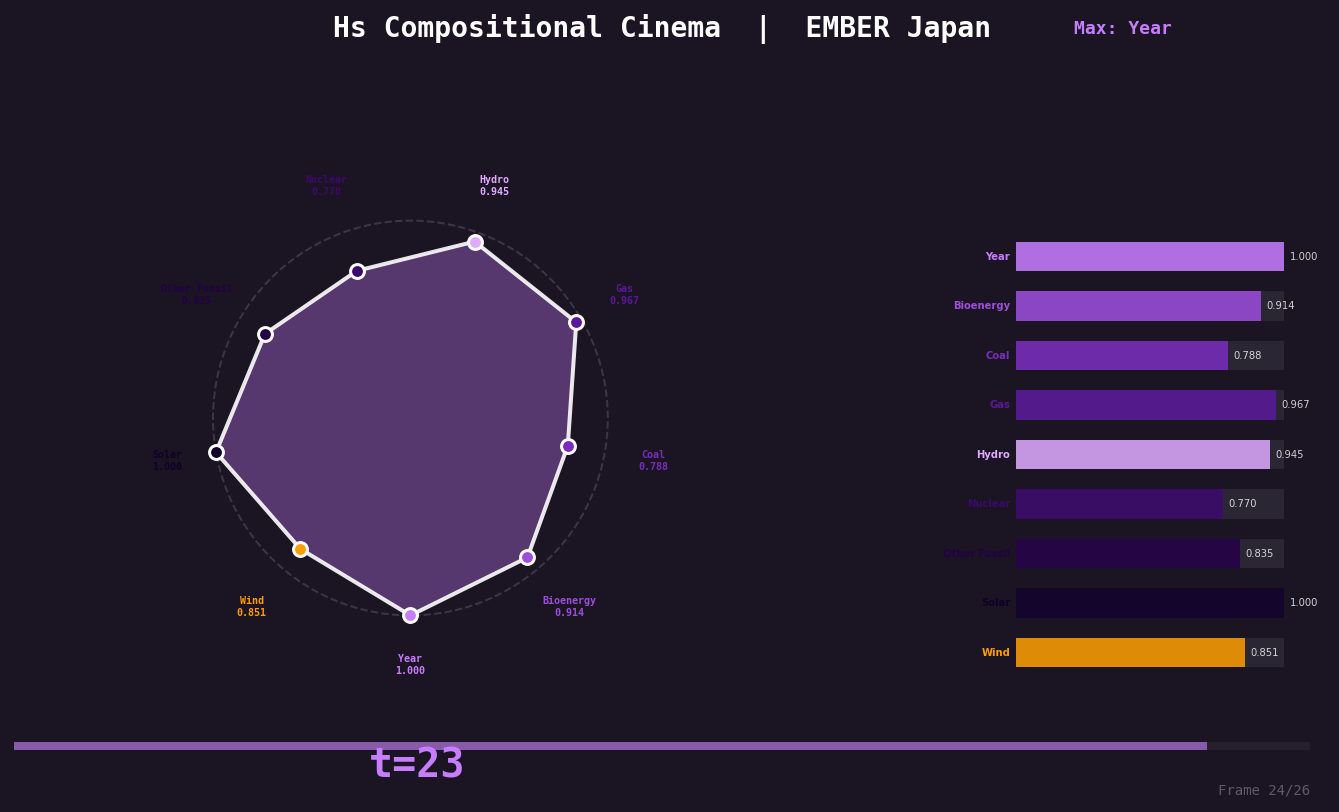 Hs Compositional Cinema | EMBER Japan
Max: Year
Nuclear
0.770
Hydro
0.945
Other Fossil
0.835
Gas
0.967
Solar
1.000
Coal
0.788
Wind
0.851
Bioenergy
0.914
Year
1.000
Year 1.000
Bioenergy 0.914
Coal 0.788
Gas 0.967
Hydro 0.945
Nuclear 0.770
Other Fossil 0.835
Solar 1.000
Wind 0.851
t=23
Frame 24/26